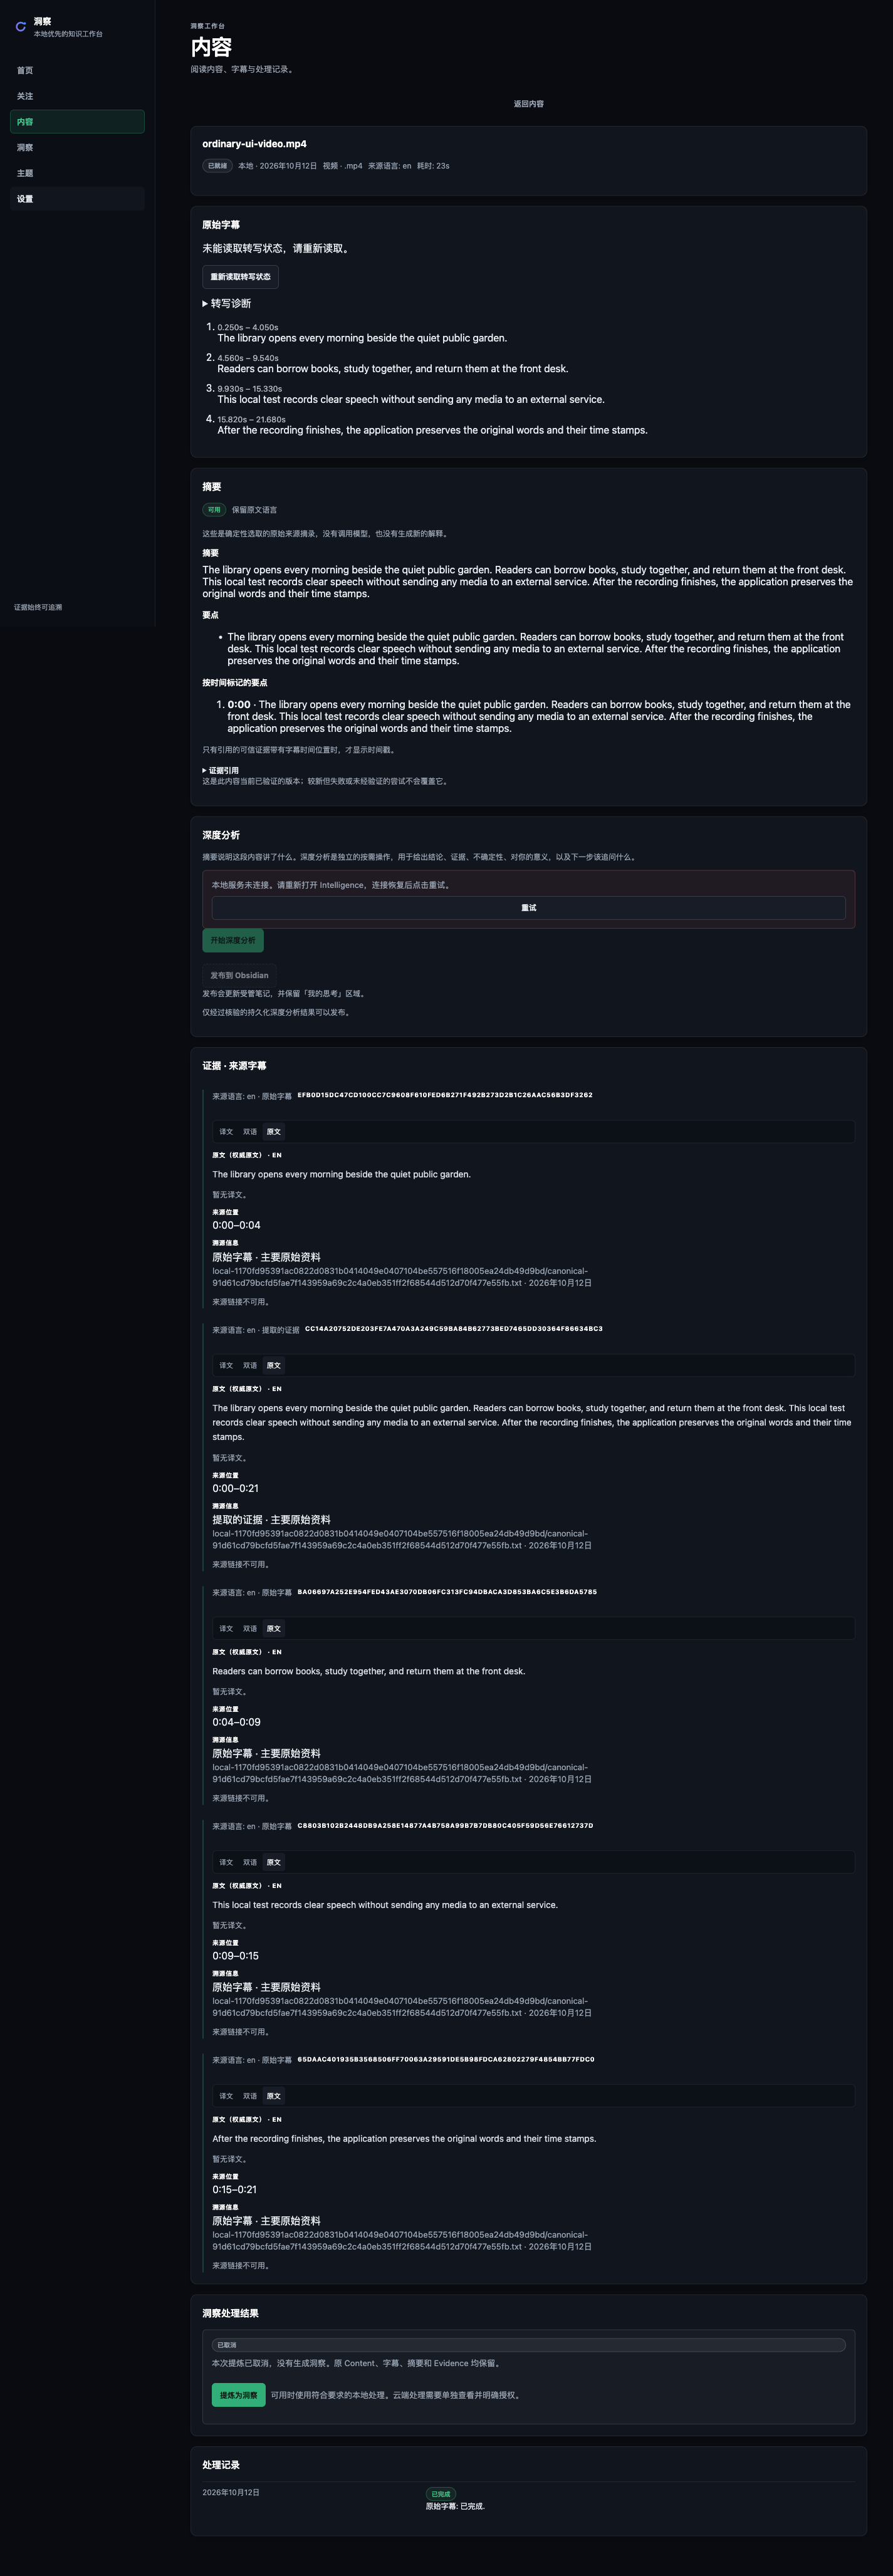 洞察
本地优先的知识工作台
首页
关注
内容
洞察
主题
设置
证据始终可追溯
洞察工作台
内容
阅读内容、字幕与处理记录。
返回内容
ordinary-ui-video.mp4
已就绪 本地 · 2026年10月12日 视频 · .mp4 来源语言: en 耗时: 23s
原始字幕
未能读取转写状态，请重新读取。
重新读取转写状态
▶ 转写诊断
1. 0.250s – 4.050s
The library opens every morning beside the quiet public garden.
2. 4.560s – 9.540s
Readers can borrow books, study together, and return them at the front desk.
3. 9.930s – 15.330s
This local test records clear speech without sending any media to an external service.
4. 15.820s – 21.680s
After the recording finishes, the application preserves the original words and their time stamps.
摘要
可用 保留原文语言
这些是确定性选取的原始来源摘录，没有调用模型，也没有生成新的解释。
摘要
The library opens every morning beside the quiet public garden. Readers can borrow books, study together, and return them at the front desk.
This local test records clear speech without sending any media to an external service. After the recording finishes, the application preserves the
original words and their time stamps.
要点
• The library opens every morning beside the quiet public garden. Readers can borrow books, study together, and return them at the front
desk. This local test records clear speech without sending any media to an external service. After the recording finishes, the application
preserves the original words and their time stamps.
按时间标记的要点
1. 0:00 · The library opens every morning beside the quiet public garden. Readers can borrow books, study together, and return them at the
front desk. This local test records clear speech without sending any media to an external service. After the recording finishes, the
application preserves the original words and their time stamps.
只有引用的可信证据带有字幕时间位置时，才显示时间戳。
▶ 证据引用
这是此内容当前已验证的版本；较新但失败或未经验证的尝试不会覆盖它。
深度分析
摘要说明这段内容讲了什么。深度分析是独立的按需操作，用于给出结论、证据、不确定性、对你的意义，以及下一步该追问什么。
本地服务未连接。请重新打开 Intelligence，连接恢复后点击重试。
重试
开始深度分析
发布到 Obsidian
发布会更新受管笔记，并保留「我的思考」区域。
仅经过核验的持久化深度分析结果可以发布。
证据 · 来源字幕
来源语言: en · 原始字幕 EFB0D15DC47CD100CC7C9608F610FED6B271F492B273D2B1C26AAC56B3DF3262
译文 双语 原文
原文（权威原文） · EN
The library opens every morning beside the quiet public garden.
暂无译文。
来源位置
0:00–0:04
溯源信息
原始字幕 · 主要原始资料
local-1170fd95391ac0822d0831b0414049e0407104be557516f18005ea24db49d9bd/canonical-
91d61cd79bcfd5fae7f143959a69c2c4a0eb351ff2f68544d512d70f477e55fb.txt · 2026年10月12日
来源链接不可用。
来源语言: en · 提取的证据 CC14A20752DE203FE7A470A3A249C59BA84B62773BED7465DD30364F86634BC3
译文 双语 原文
原文（权威原文） · EN
The library opens every morning beside the quiet public garden. Readers can borrow books, study together, and return them at the front desk. This local test
records clear speech without sending any media to an external service. After the recording finishes, the application preserves the original words and their time
stamps.
暂无译文。
来源位置
0:00–0:21
溯源信息
提取的证据 · 主要原始资料
local-1170fd95391ac0822d0831b0414049e0407104be557516f18005ea24db49d9bd/canonical-
91d61cd79bcfd5fae7f143959a69c2c4a0eb351ff2f68544d512d70f477e55fb.txt · 2026年10月12日
来源链接不可用。
来源语言: en · 原始字幕 BA06697A252E954FED43AE3070DB06FC313FC94DBACA3D853BA6C5E3B6DA5785
译文 双语 原文
原文（权威原文） · EN
Readers can borrow books, study together, and return them at the front desk.
暂无译文。
来源位置
0:04–0:09
溯源信息
原始字幕 · 主要原始资料
local-1170fd95391ac0822d0831b0414049e0407104be557516f18005ea24db49d9bd/canonical-
91d61cd79bcfd5fae7f143959a69c2c4a0eb351ff2f68544d512d70f477e55fb.txt · 2026年10月12日
来源链接不可用。
来源语言: en · 原始字幕 C8803B102B2448DB9A258E14877A4B758A99B7B7DB80C405F59D56E76612737D
译文 双语 原文
原文（权威原文） · EN
This local test records clear speech without sending any media to an external service.
暂无译文。
来源位置
0:09–0:15
溯源信息
原始字幕 · 主要原始资料
local-1170fd95391ac0822d0831b0414049e0407104be557516f18005ea24db49d9bd/canonical-
91d61cd79bcfd5fae7f143959a69c2c4a0eb351ff2f68544d512d70f477e55fb.txt · 2026年10月12日
来源链接不可用。
来源语言: en · 原始字幕 65DAAC401935B3568506FF70063A29591DE5B98FDCA62802279F4854BB77FDC0
译文 双语 原文
原文（权威原文） · EN
After the recording finishes, the application preserves the original words and their time stamps.
暂无译文。
来源位置
0:15–0:21
溯源信息
原始字幕 · 主要原始资料
local-1170fd95391ac0822d0831b0414049e0407104be557516f18005ea24db49d9bd/canonical-
91d61cd79bcfd5fae7f143959a69c2c4a0eb351ff2f68544d512d70f477e55fb.txt · 2026年10月12日
来源链接不可用。
洞察处理结果
已取消
本次提炼已取消，没有生成洞察。原 Content、字幕、摘要和 Evidence 均保留。
提炼为洞察 可用时使用符合要求的本地处理。云端处理需要单独查看并明确授权。
处理记录
2026年10月12日 已完成
原始字幕: 已完成.